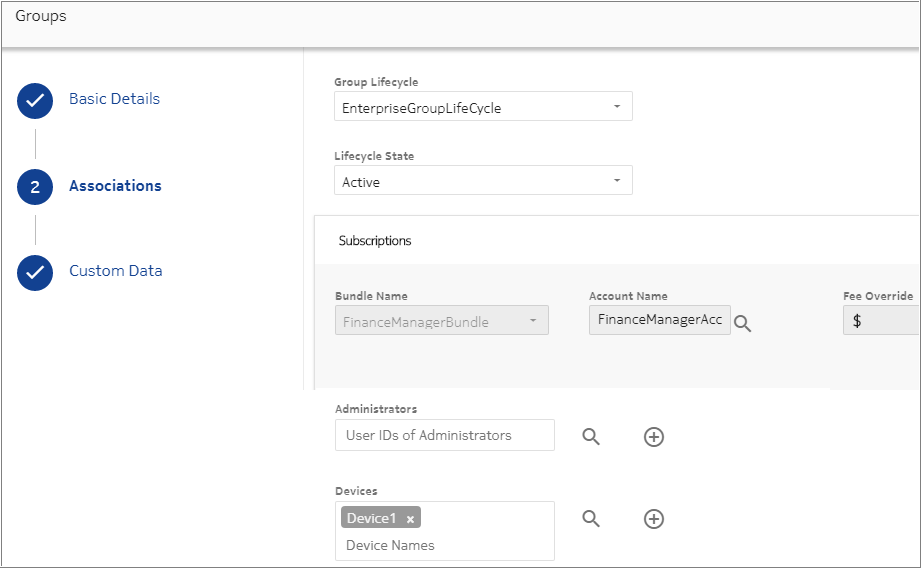 Groups
Basic Details
2
Associations
Custom Data
Group Lifecycle
EnterpriseGroupLifeCycle
Lifecycle State
Active
Subscriptions
Bundle Name
FinanceManagerBundle
Account Name
FinanceManagerAcc
Fee Override
$
Administrators
User IDs of Administrators
Devices
Device1 x
Device Names